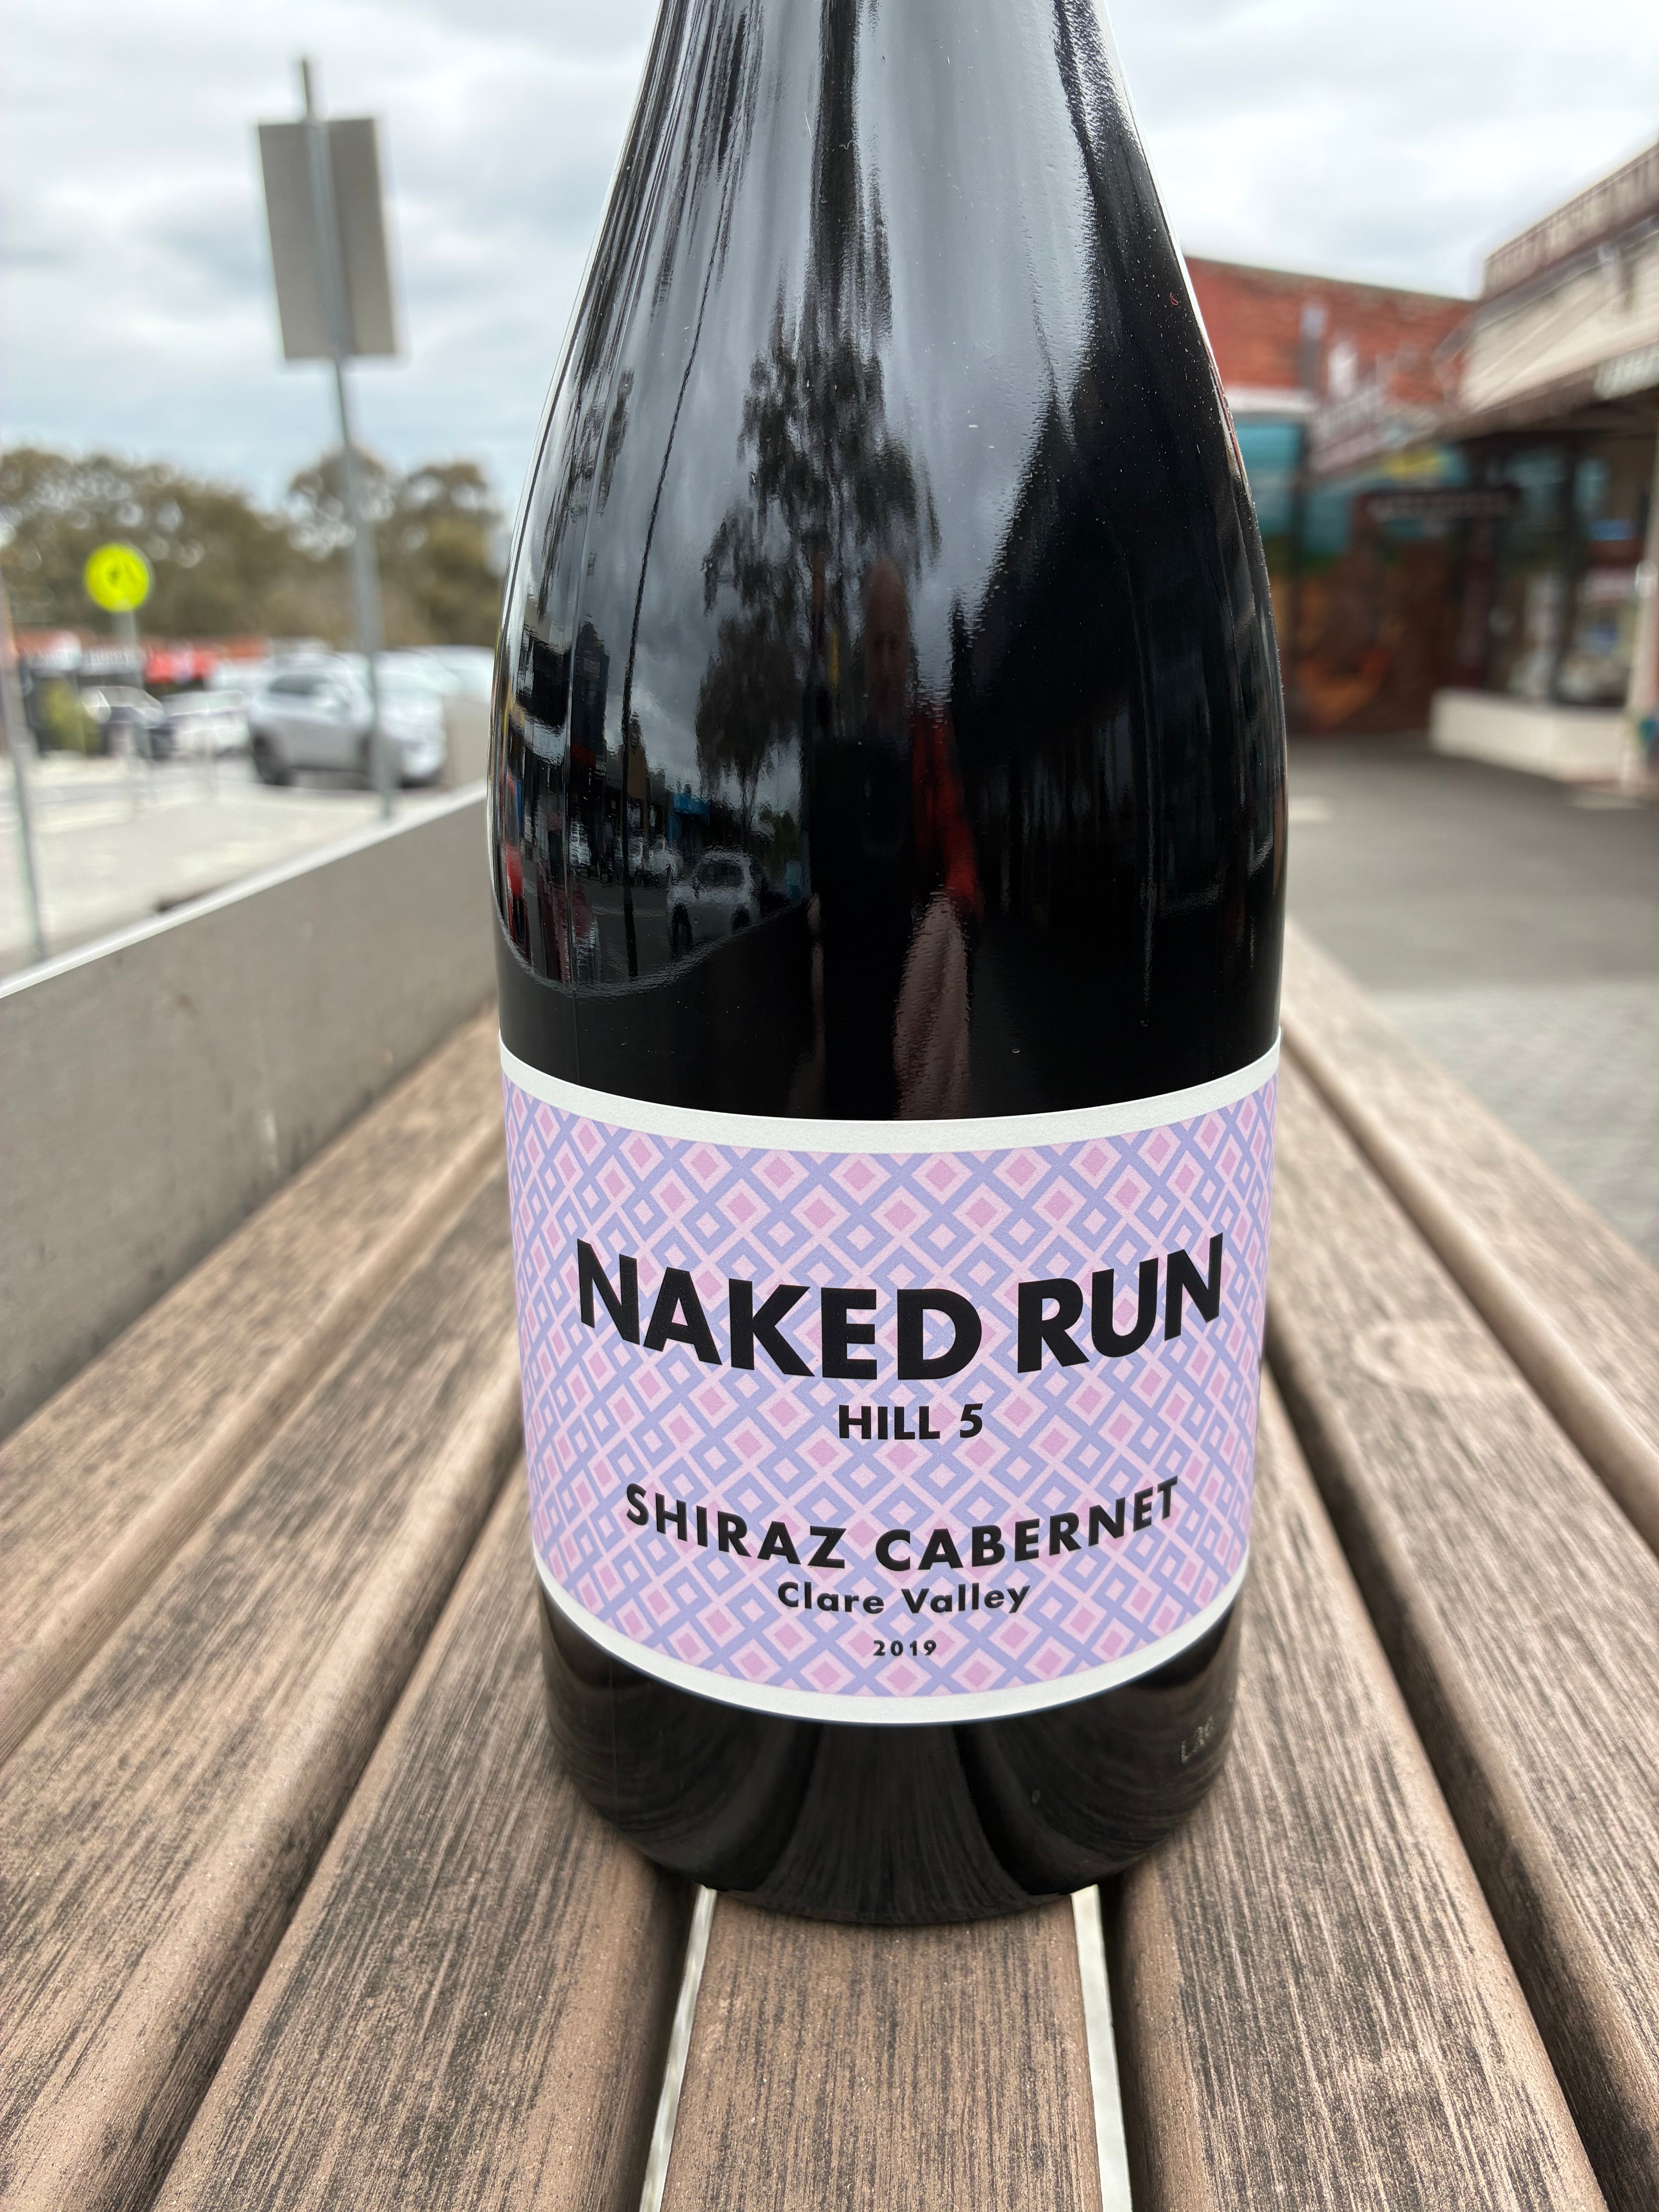 NAKED RUN
HILL 5
SHIRAZ CABERNET
Clare Valley
2019